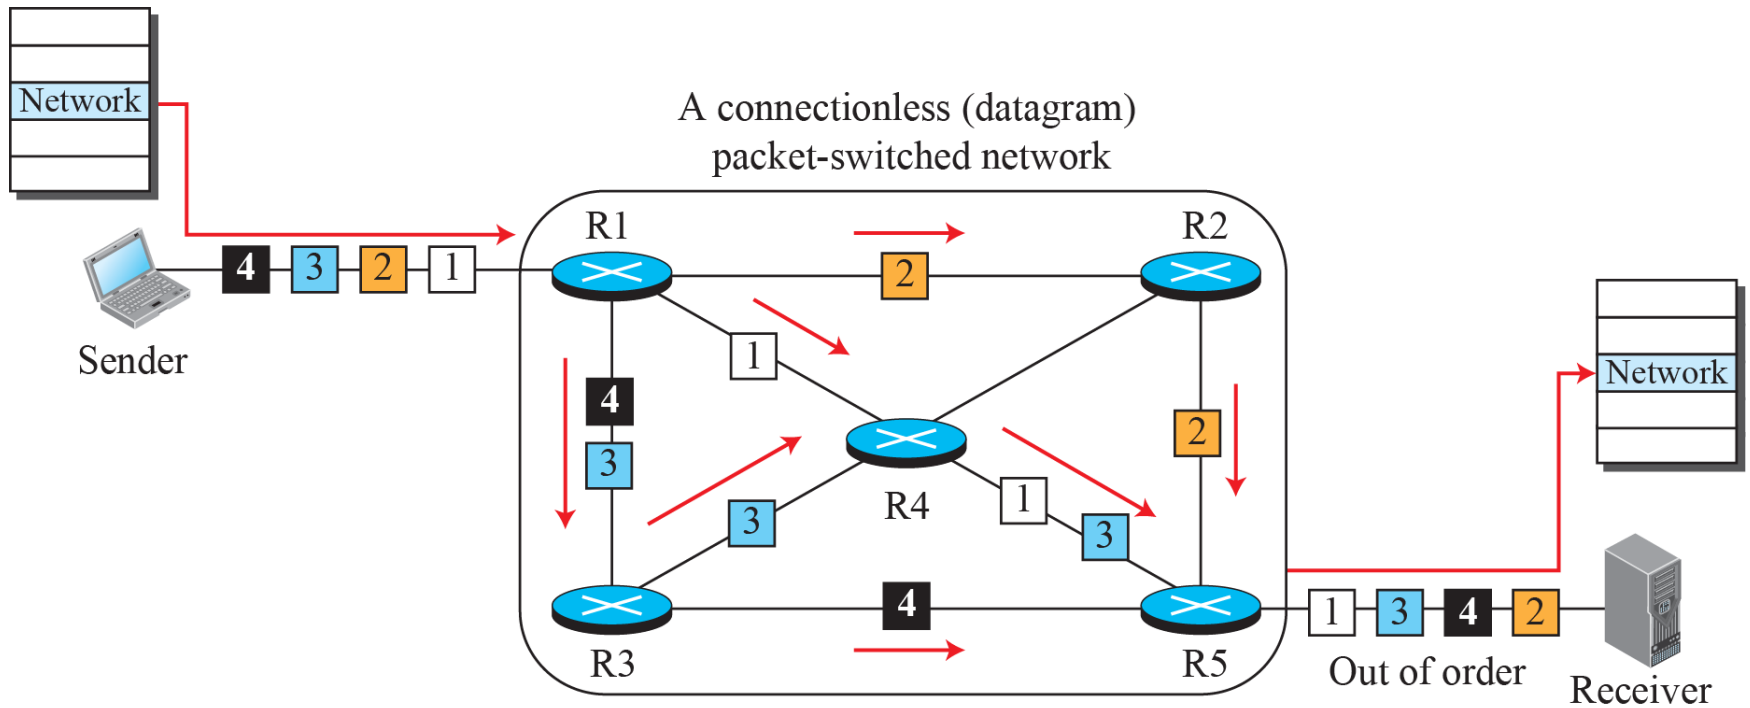 Network
A connectionless (datagram)
packet-switched network
R1
R2
4 3 2 1
2
Sender
1
Network
4
2
3
R4
1
3
3
4
1 3 4 2
R3
R5
Out of order
Receiver